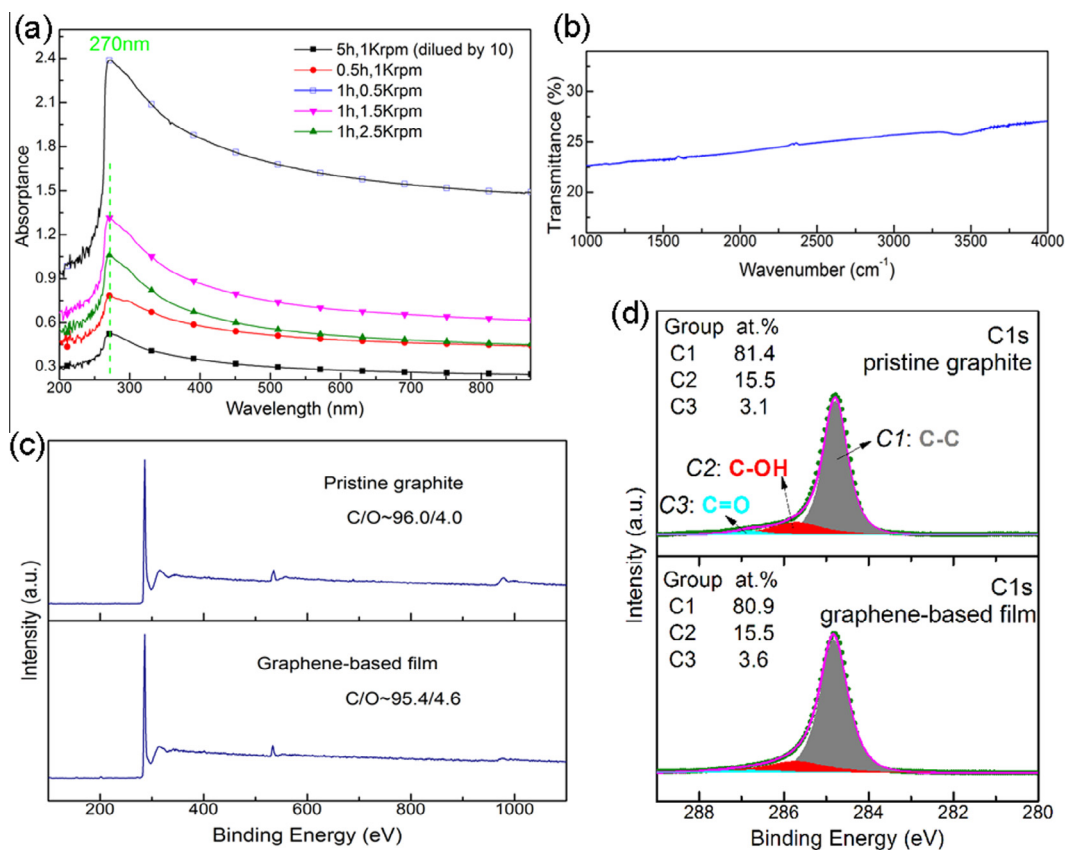 (a)
270nm
5h,1Krpm (dilued by 10)
0.5h,1Krpm
1h,0.5Krpm
1h,1.5Krpm
1h,2.5Krpm
2.4
2.1
1.8
1.5
1.2
0.9
0.6
0.3
Absorptance
200 300 400 500 600 700 800
Wavelength (nm)
(b)
33
30
28
25
22
20
Transmittance (%)
1000 1500 2000 2500 3000 3500 4000
Wavenumber (cm⁻¹)
(c)
Pristine graphite
C/O~96.0/4.0
Graphene-based film
C/O~95.4/4.6
Intensity (a.u.)
200 400 600 800 1000
Binding Energy (eV)
(d)
Group at.%
C1 81.4
C2 15.5
C3 3.1
C1s
pristine graphite
C1: C-C
C2: C-OH
C3: C=O
Group at.%
C1 80.9
C2 15.5
C3 3.6
C1s
graphene-based film
Intensity (a.u.)
288 286 284 282 280
Binding Energy (eV)